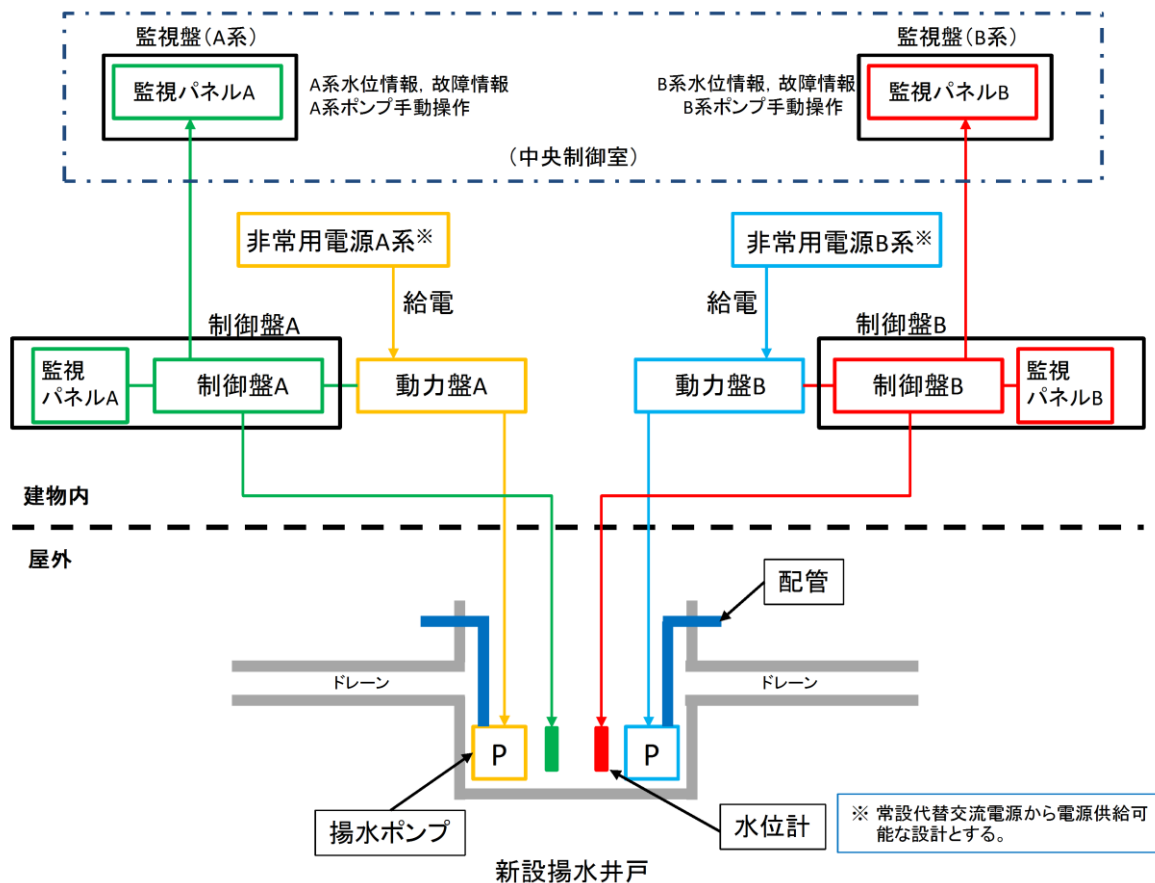 監視盤(A系)
監視盤(B系)
監視パネルA
A系水位情報, 故障情報
A系ポンプ手動操作
B系水位情報, 故障情報
B系ポンプ手動操作
監視パネルB
(中央制御室)
非常用電源A系※
非常用電源B系※
給電
給電
制御盤A
制御盤B
監視
パネルA
制御盤A
動力盤A
動力盤B
制御盤B
監視
パネルB
建物内
屋外
配管
ドレーン
ドレーン
P
P
揚水ポンプ
水位計
※ 常設代替交流電源から電源供給可
能な設計とする。
新設揚水井戸